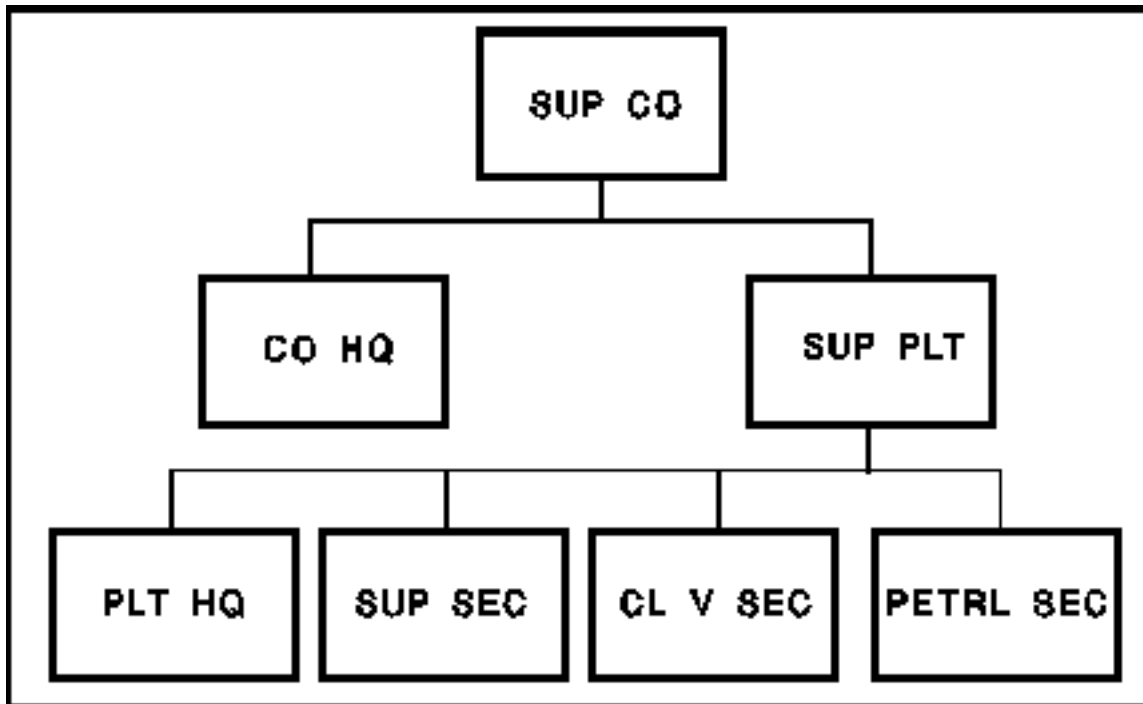 SUP CO
CO HQ
SUP PLT
PLT HQ
SUP SEC
CL V SEC
PETRL SEC